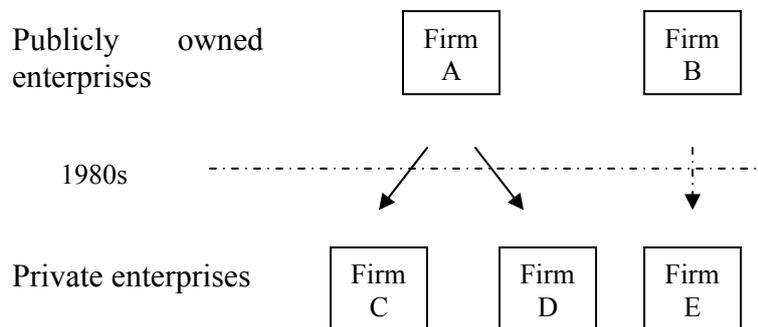 Publicly owned
enterprises
Firm
A
Firm
B
1980s
Private enterprises
Firm
C
Firm
D
Firm
E